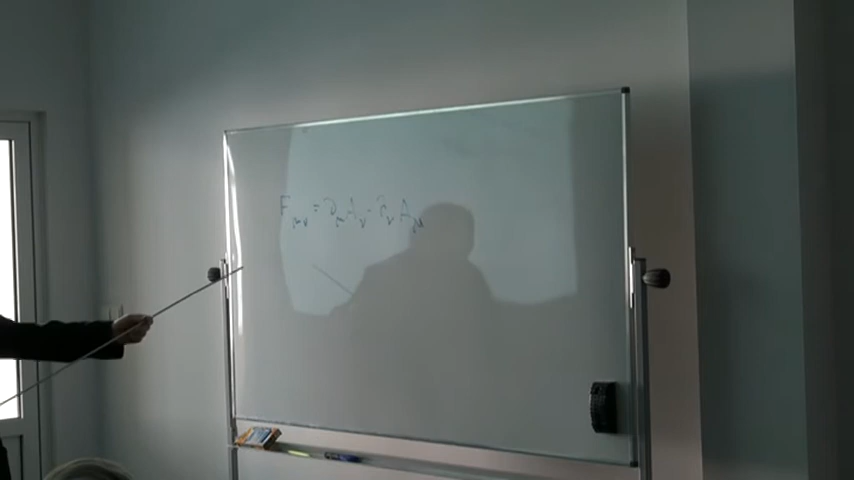 F_μν = ∂_μ A_ν - ∂_ν A_μ